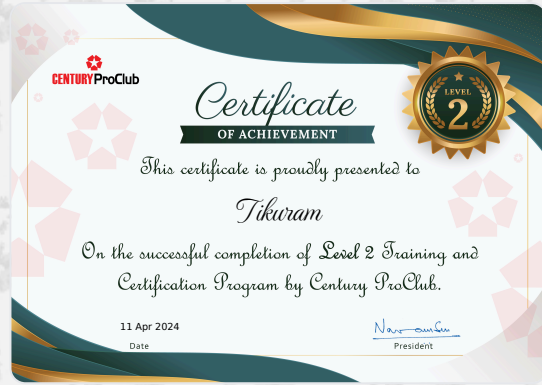 CENTURY ProClub
Certificate
OF ACHIEVEMENT
LEVEL
2
This certificate is proudly presented to
Tikuram
On the successful completion of Level 2 Training and
Certification Program by Century ProClub.
11 Apr 2024
Date
President